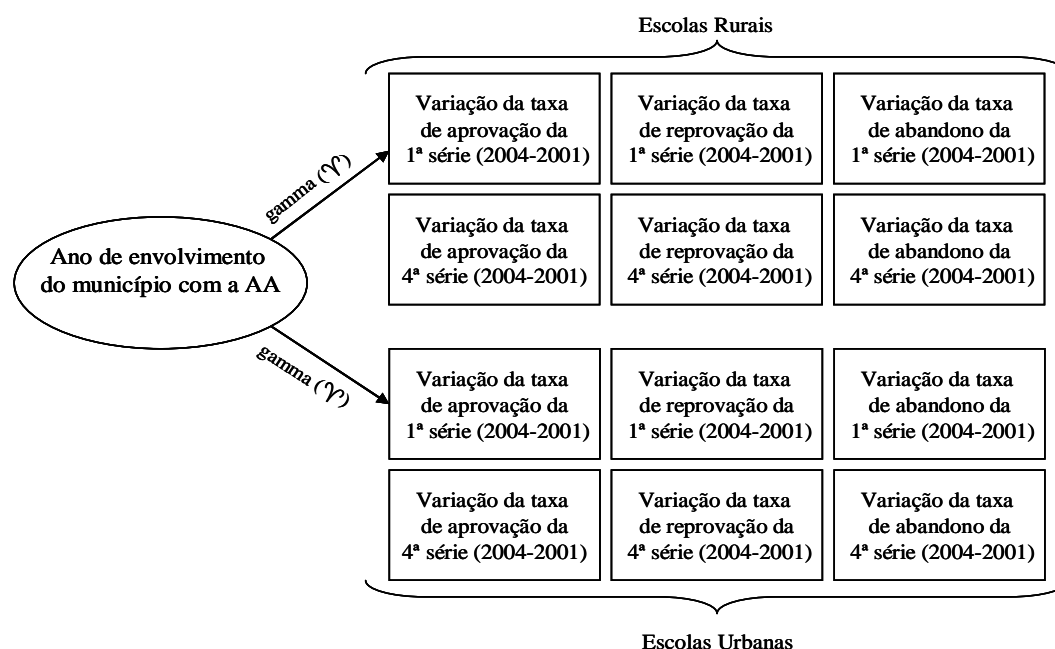 Escolas Rurais
Variação da taxa
de aprovação da
1ª série (2004-2001)
Variação da taxa
de reprovação da
1ª série (2004-2001)
Variação da taxa
de abandono da
1ª série (2004-2001)
gamma (ϒ)
Variação da taxa
de aprovação da
4ª série (2004-2001)
Variação da taxa
de reprovação da
4ª série (2004-2001)
Variação da taxa
de abandono da
4ª série (2004-2001)
Ano de envolvimento
do município com a AA
gamma (ϒ)
Variação da taxa
de aprovação da
1ª série (2004-2001)
Variação da taxa
de reprovação da
1ª série (2004-2001)
Variação da taxa
de abandono da
1ª série (2004-2001)
Variação da taxa
de aprovação da
4ª série (2004-2001)
Variação da taxa
de reprovação da
4ª série (2004-2001)
Variação da taxa
de abandono da
4ª série (2004-2001)
Escolas Urbanas